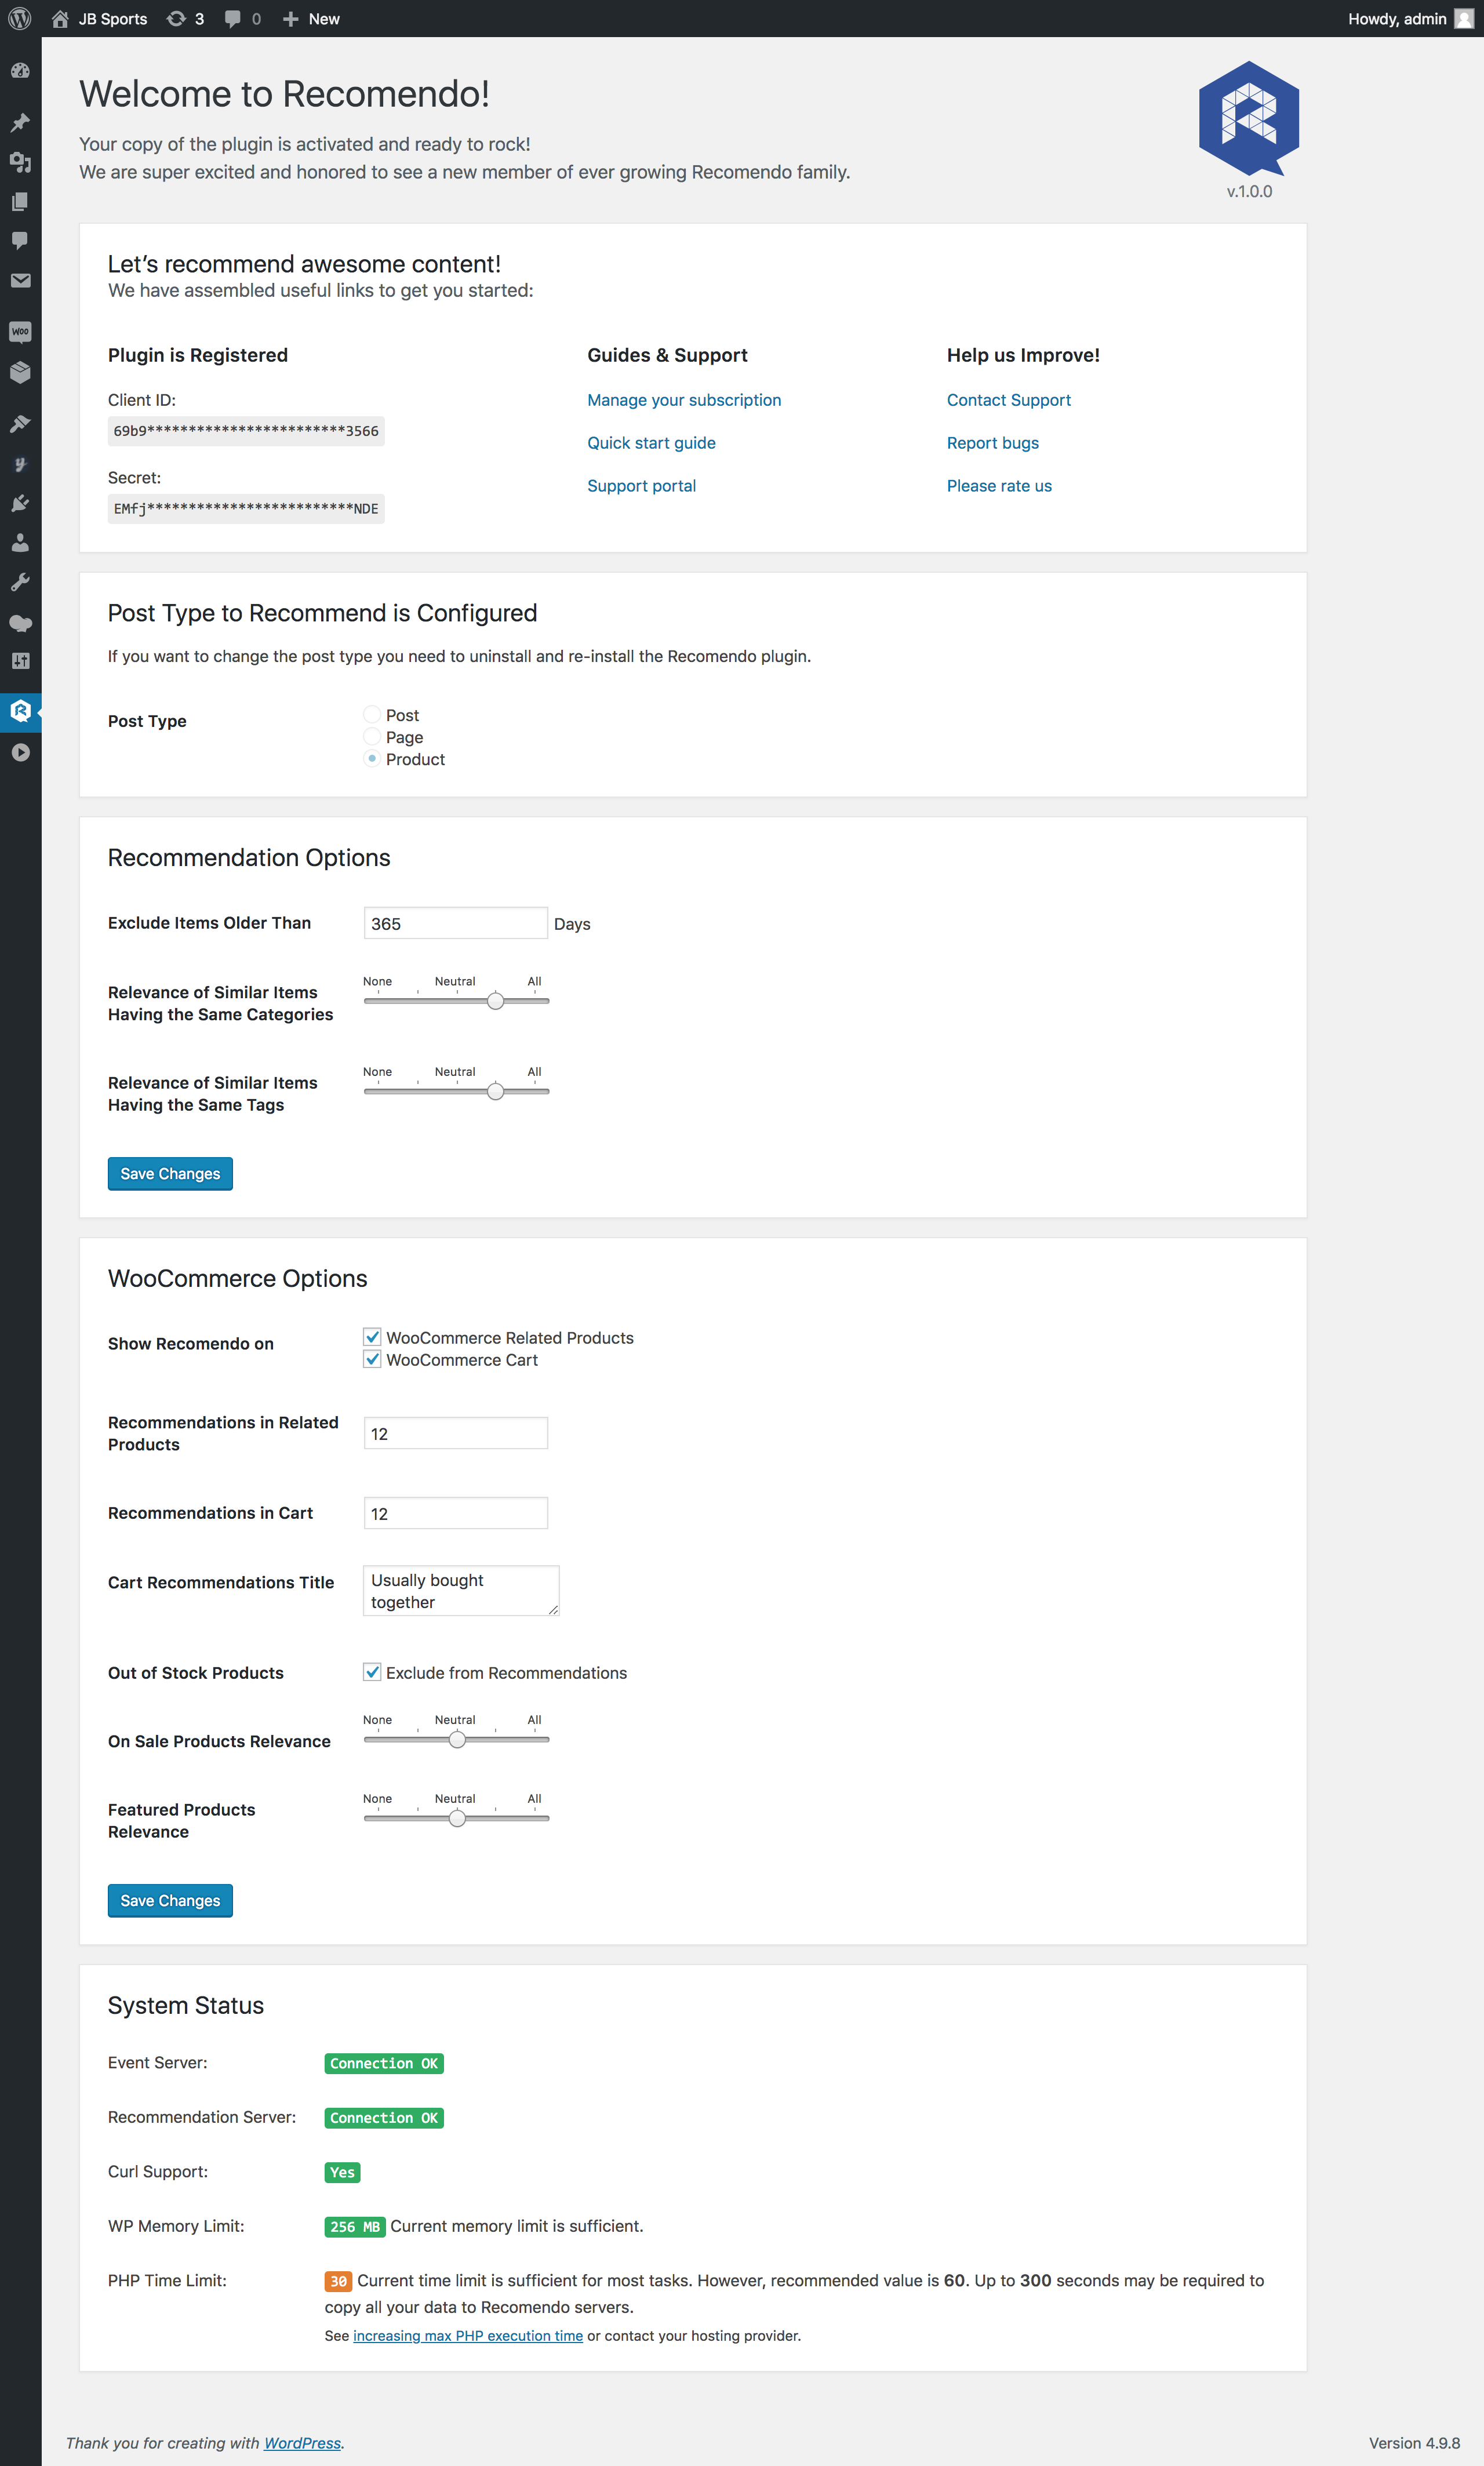 JB Sports 3 0 New Howdy, admin
Welcome to Recomendo!
Your copy of the plugin is activated and ready to rock!
We are super excited and honored to see a new member of ever growing Recomendo family.
v.1.0.0
Let's recommend awesome content!
We have assembled useful links to get you started:
Plugin is Registered
Client ID:
69b9************************3566
Secret:
EMfj*************************NDE
Guides & Support
Manage your subscription
Quick start guide
Support portal
Help us Improve!
Contact Support
Report bugs
Please rate us
Post Type to Recommend is Configured
If you want to change the post type you need to uninstall and re-install the Recomendo plugin.
Post Type
Post
Page
Product
Recommendation Options
Exclude Items Older Than 365 Days
None Neutral All
Relevance of Similar Items
Having the Same Categories
None Neutral All
Relevance of Similar Items
Having the Same Tags
Save Changes
WooCommerce Options
Show Recomendo on
WooCommerce Related Products
WooCommerce Cart
Recommendations in Related
Products
12
Recommendations in Cart 12
Cart Recommendations Title
Usually bought
together
Out of Stock Products Exclude from Recommendations
None Neutral All
On Sale Products Relevance
None Neutral All
Featured Products
Relevance
Save Changes
System Status
Event Server: Connection OK
Recommendation Server: Connection OK
Curl Support: Yes
WP Memory Limit: 256 MB Current memory limit is sufficient.
PHP Time Limit: 30 Current time limit is sufficient for most tasks. However, recommended value is 60. Up to 300 seconds may be required to
copy all your data to Recomendo servers.
See increasing max PHP execution time or contact your hosting provider.
Thank you for creating with WordPress. Version 4.9.8